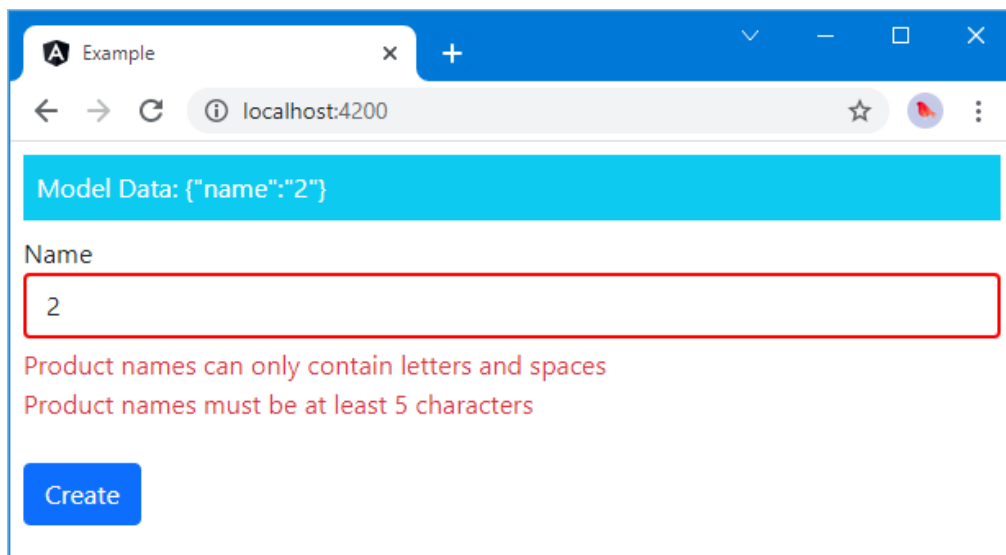 Example
localhost:4200
Model Data: {"name":"2"}
Name
2
Product names can only contain letters and spaces
Product names must be at least 5 characters
Create